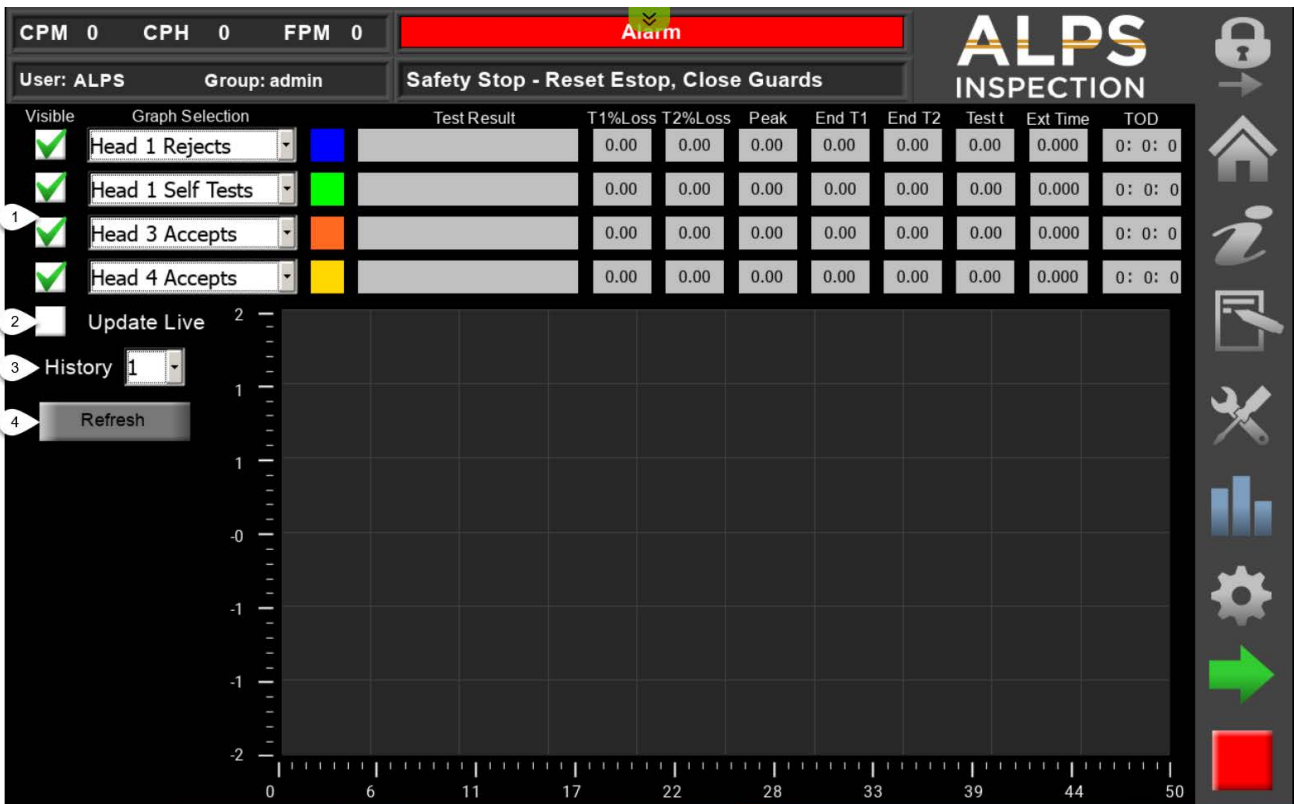 CPM 0 CPH 0 FPM 0
Alarm
ALPS
INSPECTION
User: ALPS Group: admin
Safety Stop - Reset Estop, Close Guards
Visible Graph Selection Test Result T1%Loss T2%Loss Peak End T1 End T2 Test t Ext Time TOD
Head 1 Rejects 0.00 0.00 0.00 0.00 0.00 0.00 0.000 0: 0: 0
Head 1 Self Tests 0.00 0.00 0.00 0.00 0.00 0.00 0.000 0: 0: 0
1
Head 3 Accepts 0.00 0.00 0.00 0.00 0.00 0.00 0.000 0: 0: 0
Head 4 Accepts 0.00 0.00 0.00 0.00 0.00 0.00 0.000 0: 0: 0
2 Update Live
3 History 1
4 Refresh
2
1
1
-0
-1
-1
-2
0 6 11 17 22 28 33 39 44 50